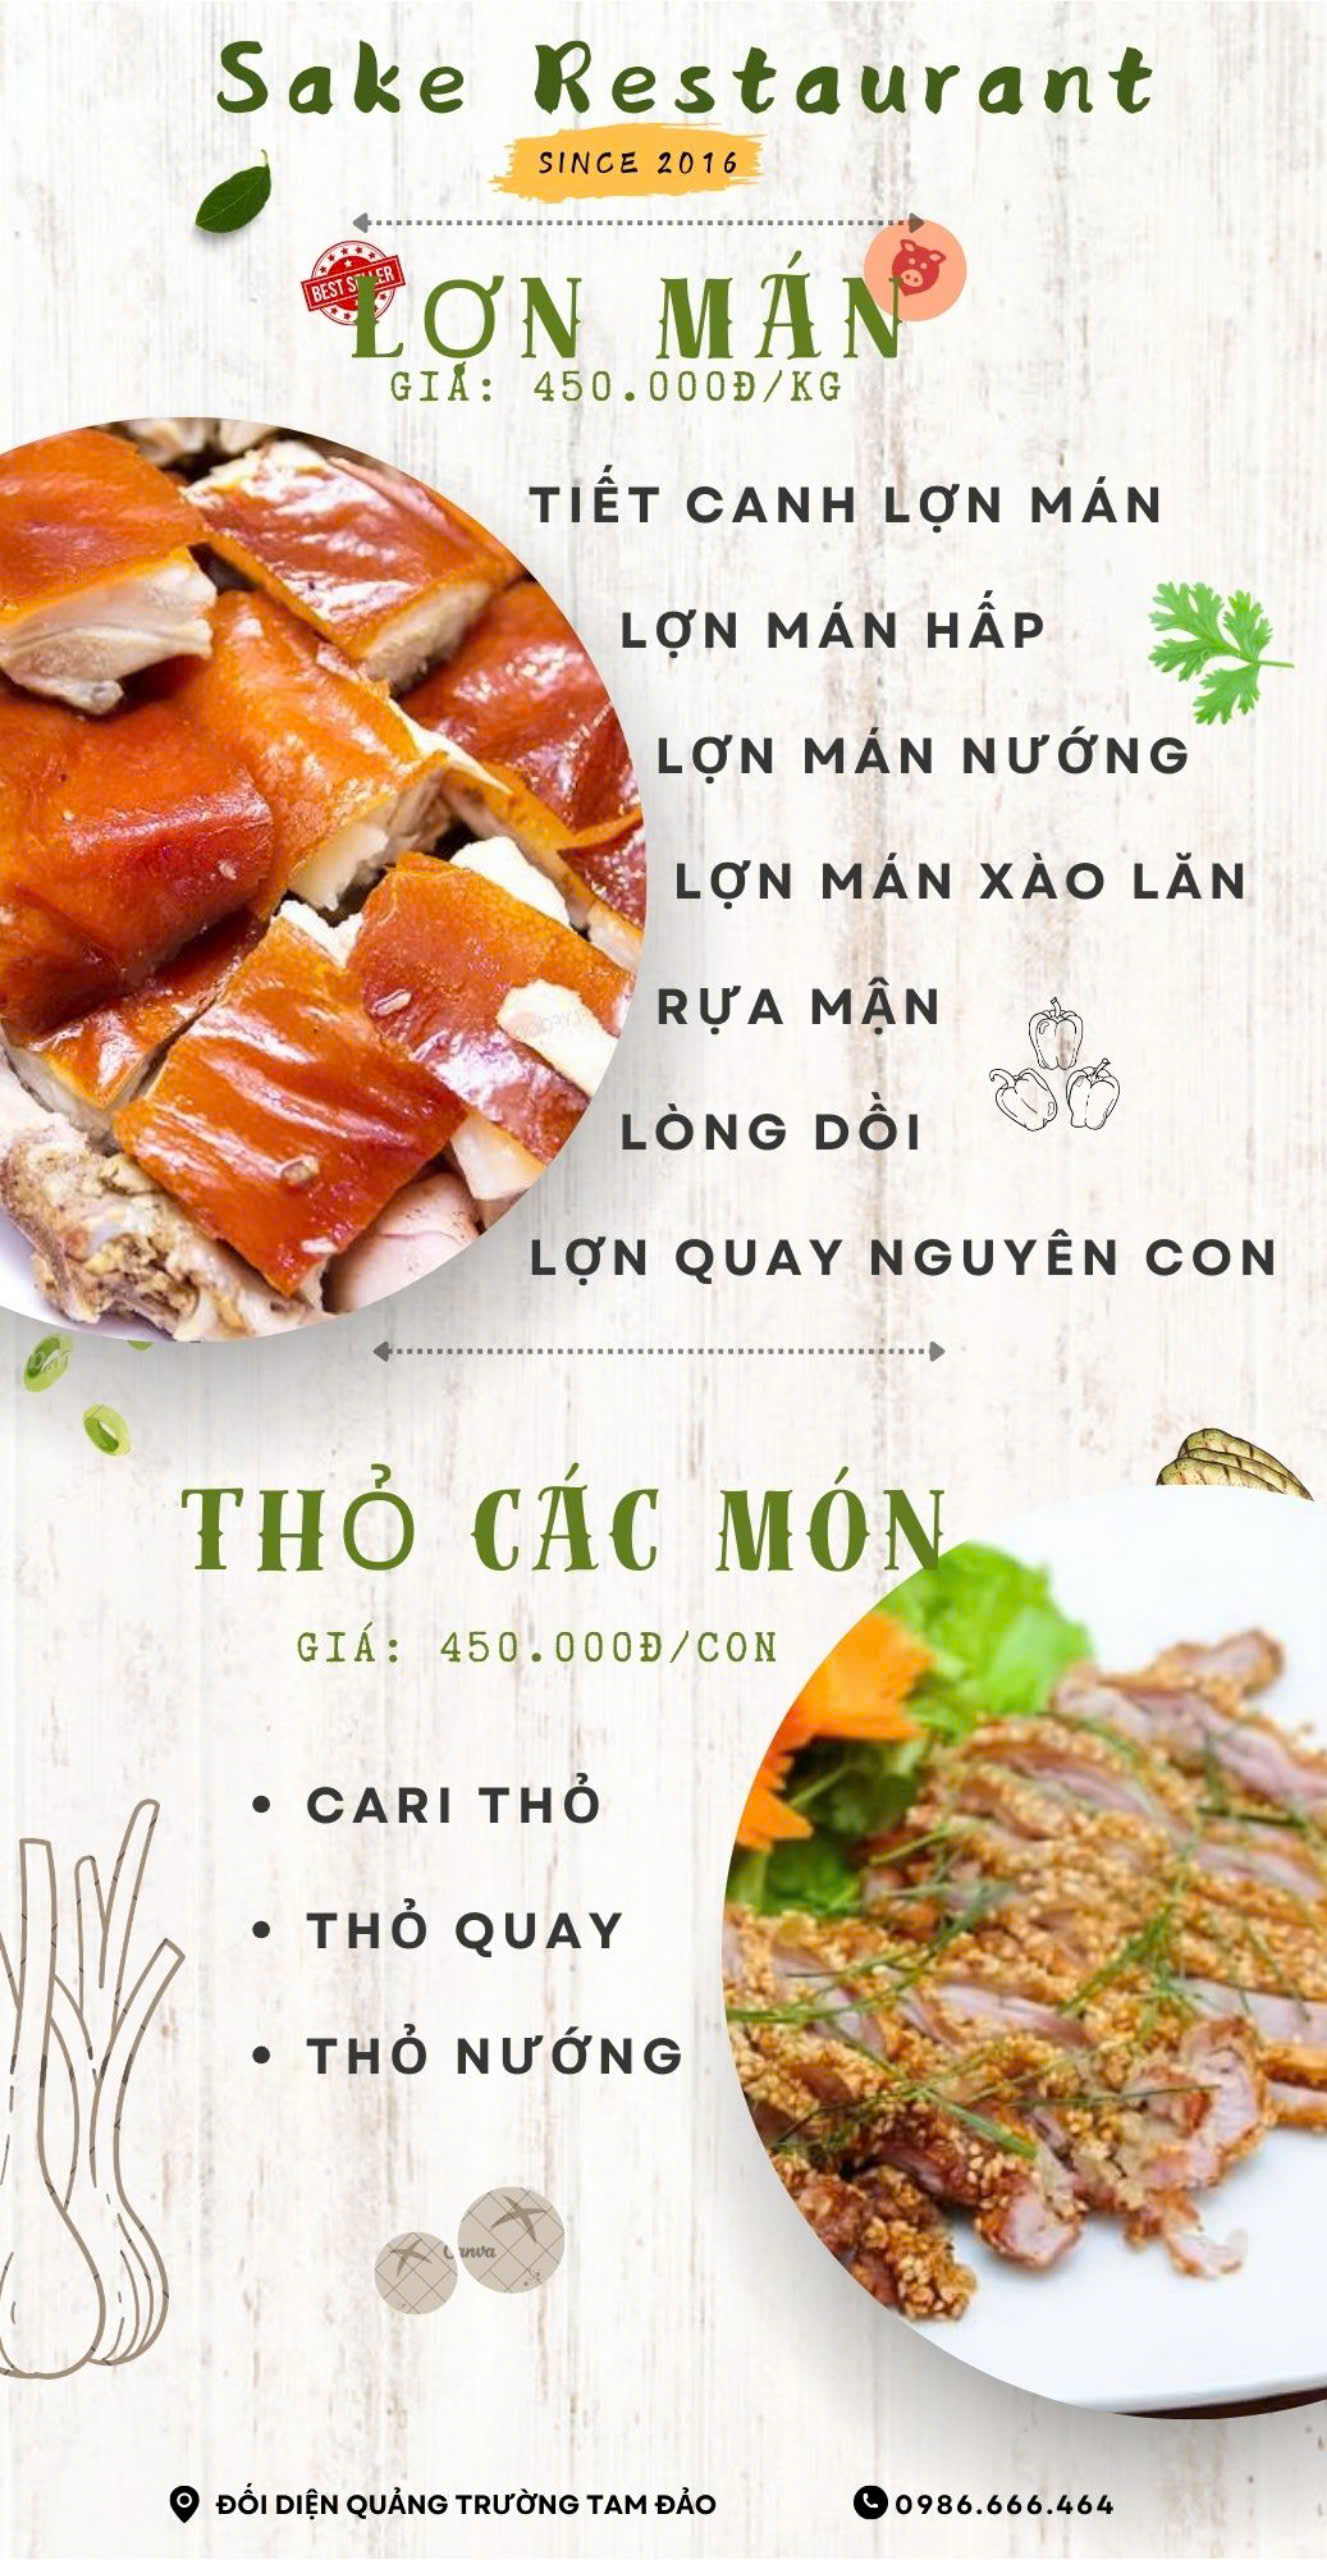 Sake Restaurant
SINCE 2016
BEST SELLER
LỢN MÁN
GIÁ: 450.000Đ/KG
TIẾT CANH LỢN MÁN
LỢN MÁN HẤP
LỢN MÁN NƯỚNG
LỢN MÁN XÀO LĂN
RỰA MẬN
LÒNG DỒI
LỢN QUAY NGUYÊN CON
THỎ CÁC MÓN
GIÁ: 450.000Đ/CON
• CARI THỎ
• THỎ QUAY
• THỎ NƯỚNG
Canva
ĐỐI DIỆN QUẢNG TRƯỜNG TAM ĐẢO
0986.666.464